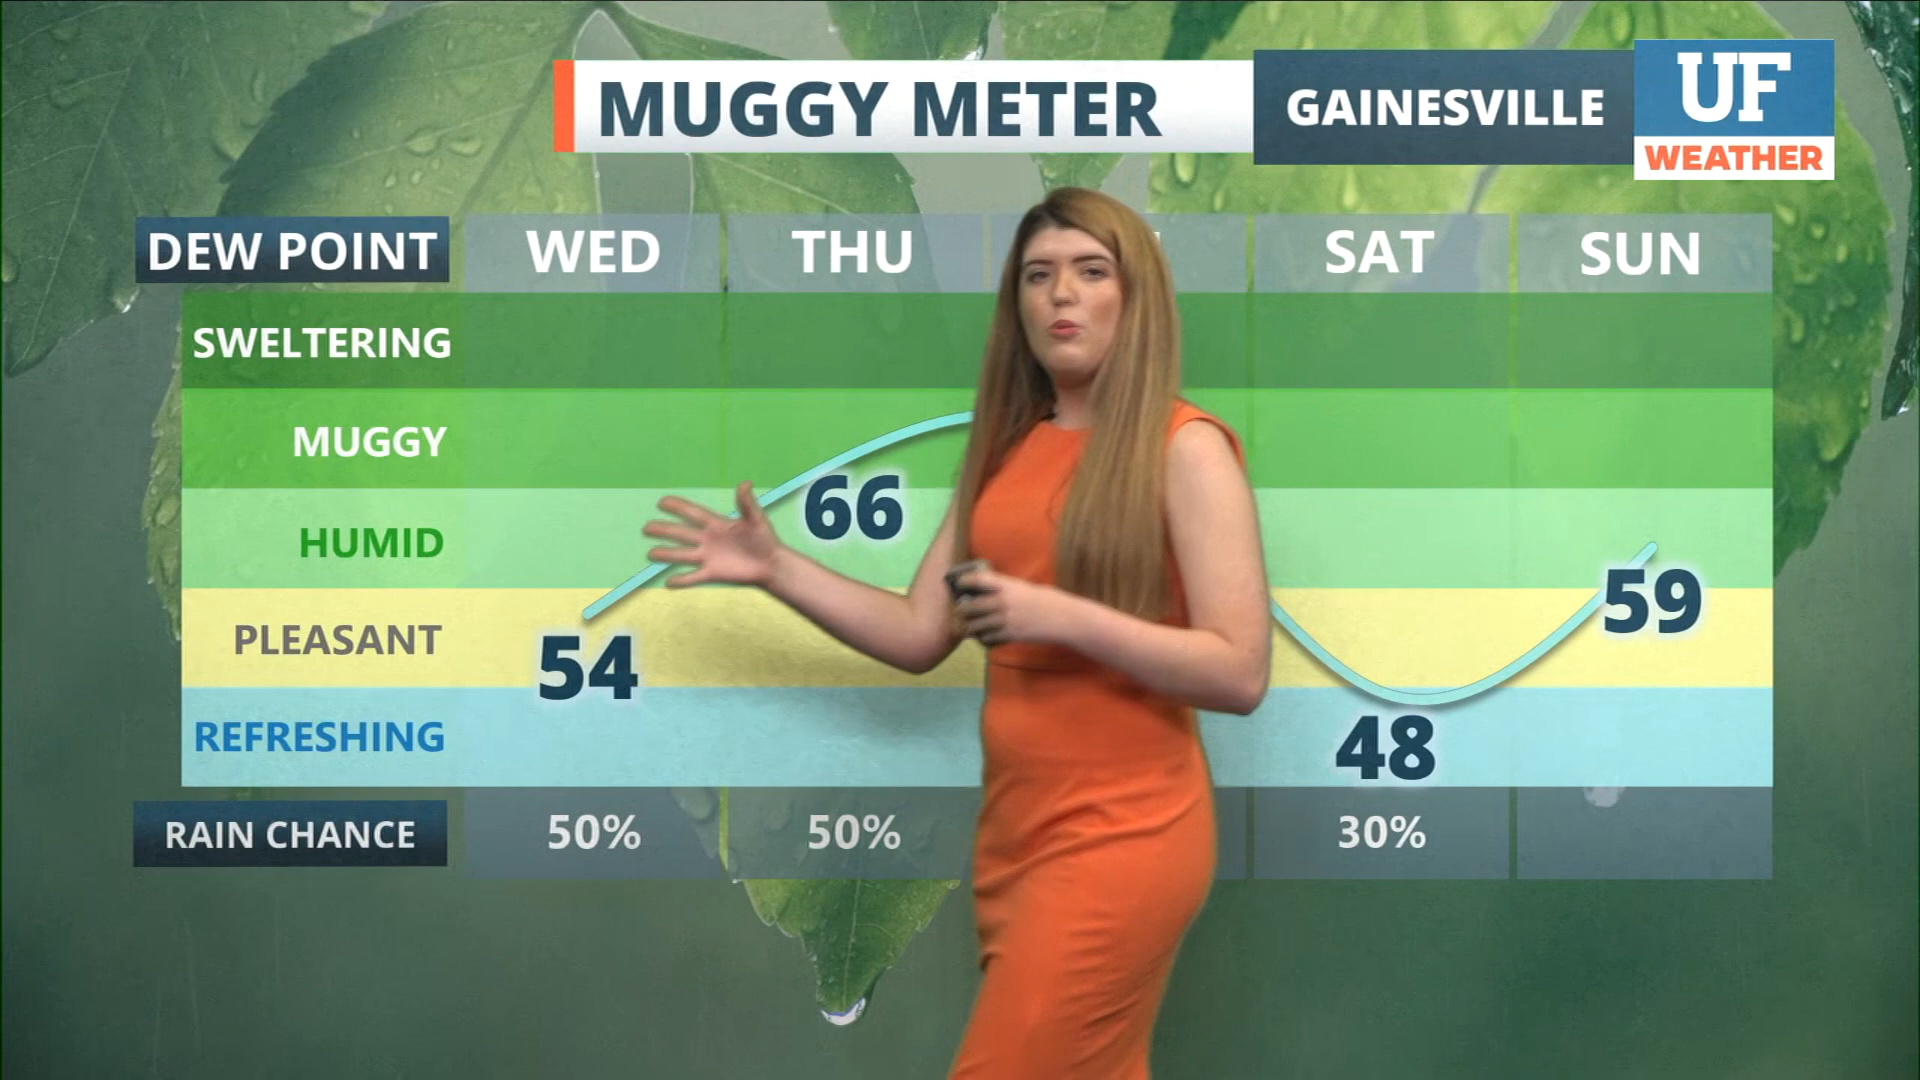 MUGGY METER
GAINESVILLE
UF
WEATHER
DEW POINT WED THU SAT SUN
SWELTERING
MUGGY
66
HUMID
59
PLEASANT
54
REFRESHING
48
RAIN CHANCE 50% 50% 30%